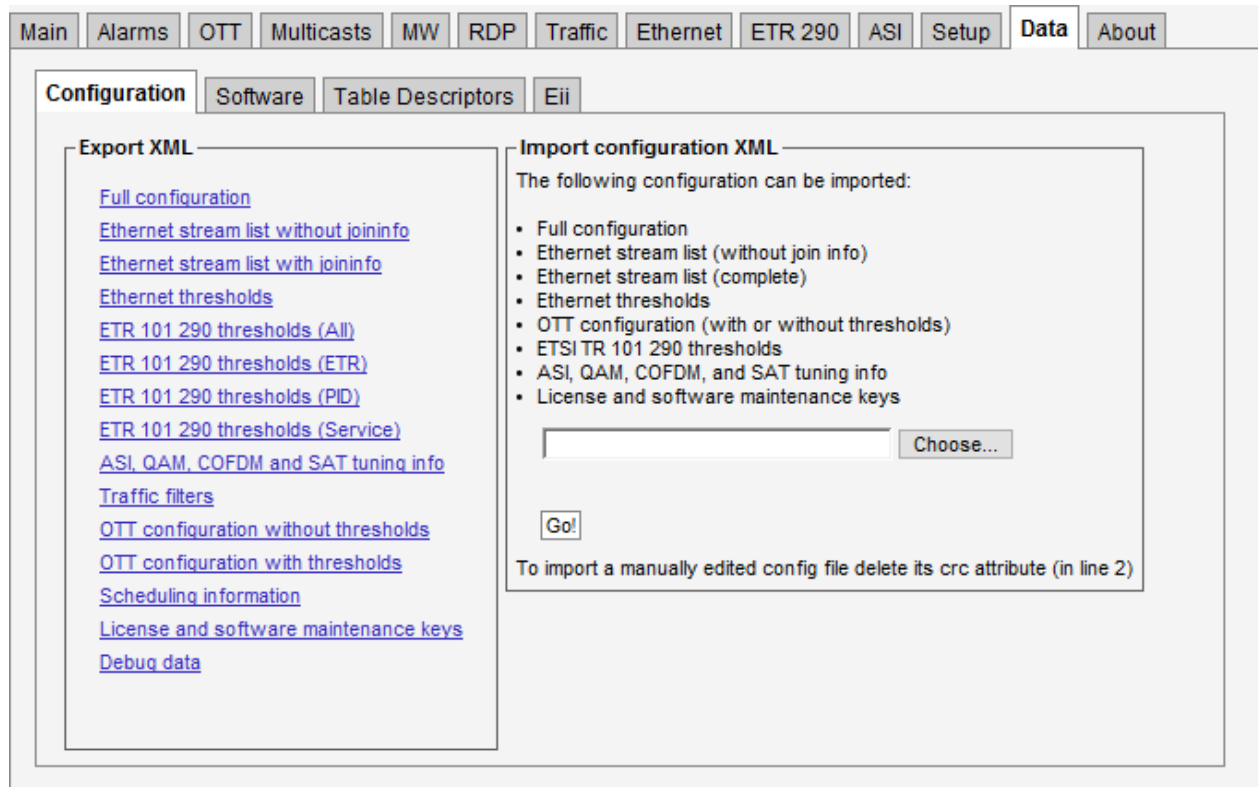 Main Alarms OTT Multicasts MW RDP Traffic Ethernet ETR 290 ASI Setup Data About
Configuration Software Table Descriptors Eii
Export XML
Full configuration
Ethernet stream list without joininfo
Ethernet stream list with joininfo
Ethernet thresholds
ETR 101 290 thresholds (All)
ETR 101 290 thresholds (ETR)
ETR 101 290 thresholds (PID)
ETR 101 290 thresholds (Service)
ASI, QAM, COFDM and SAT tuning info
Traffic filters
OTT configuration without thresholds
OTT configuration with thresholds
Scheduling information
License and software maintenance keys
Debug data
Import configuration XML
The following configuration can be imported:
• Full configuration
• Ethernet stream list (without join info)
• Ethernet stream list (complete)
• Ethernet thresholds
• OTT configuration (with or without thresholds)
• ETSI TR 101 290 thresholds
• ASI, QAM, COFDM, and SAT tuning info
• License and software maintenance keys
Choose...
Go!
To import a manually edited config file delete its crc attribute (in line 2)